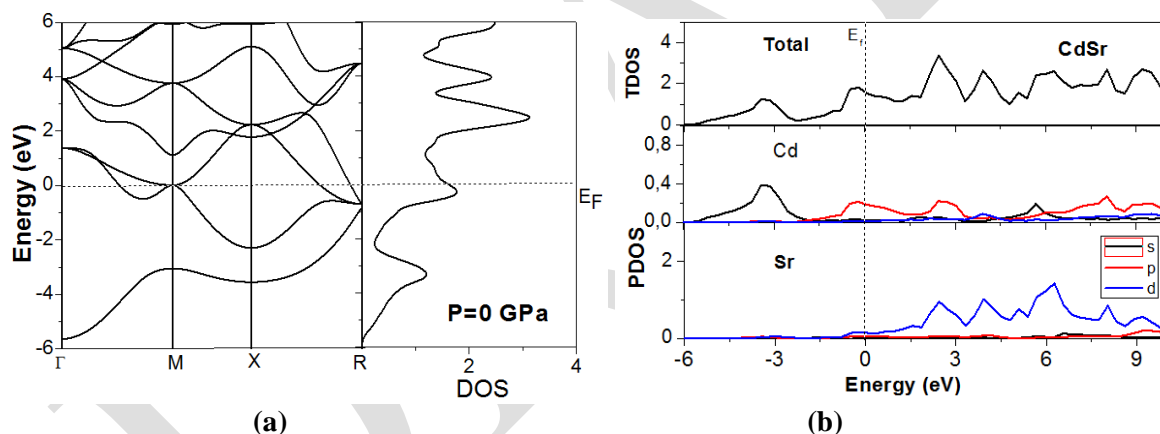 6
4
2
0
-2
-4
-6
Energy (eV)
Γ
M
X
R
2
4
DOS
E_F
P=0 GPa
(a)
Total
E_f
CdSr
4
2
0
TDOS
0,8
0,4
0,0
Cd
PDOS
2
1
0
Sr
s
p
d
-6
-3
0
3
6
9
Energy (eV)
(b)